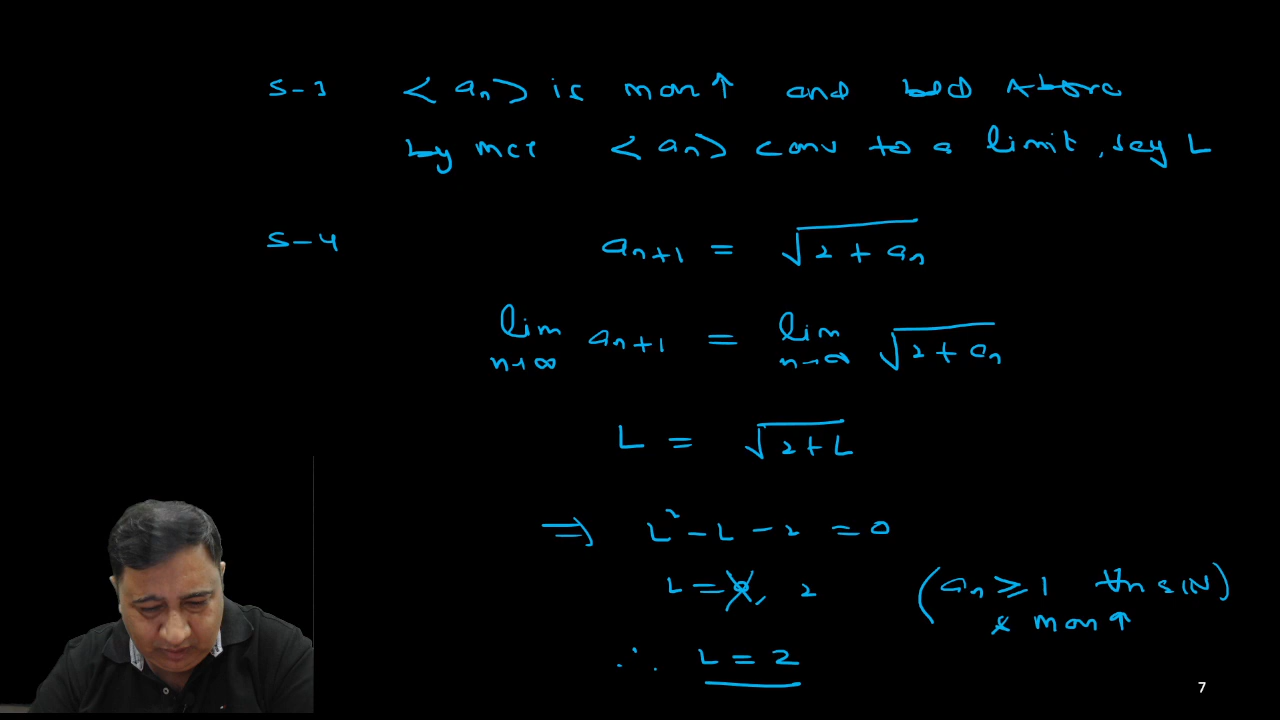 S-3 <aₙ> is mon↑ and bdd Above
by mct <aₙ> conv to a limit, say L
S-4 aₙ₊₁ = √(2 + aₙ)
lim n→∞ aₙ₊₁ = lim n→∞ √(2 + aₙ)
L = √(2+L)
⇒ L² - L - 2 = 0
L = , 2 (aₙ ≥ 1 ∀n ε IN)
& mon↑
∴ L = 2
7